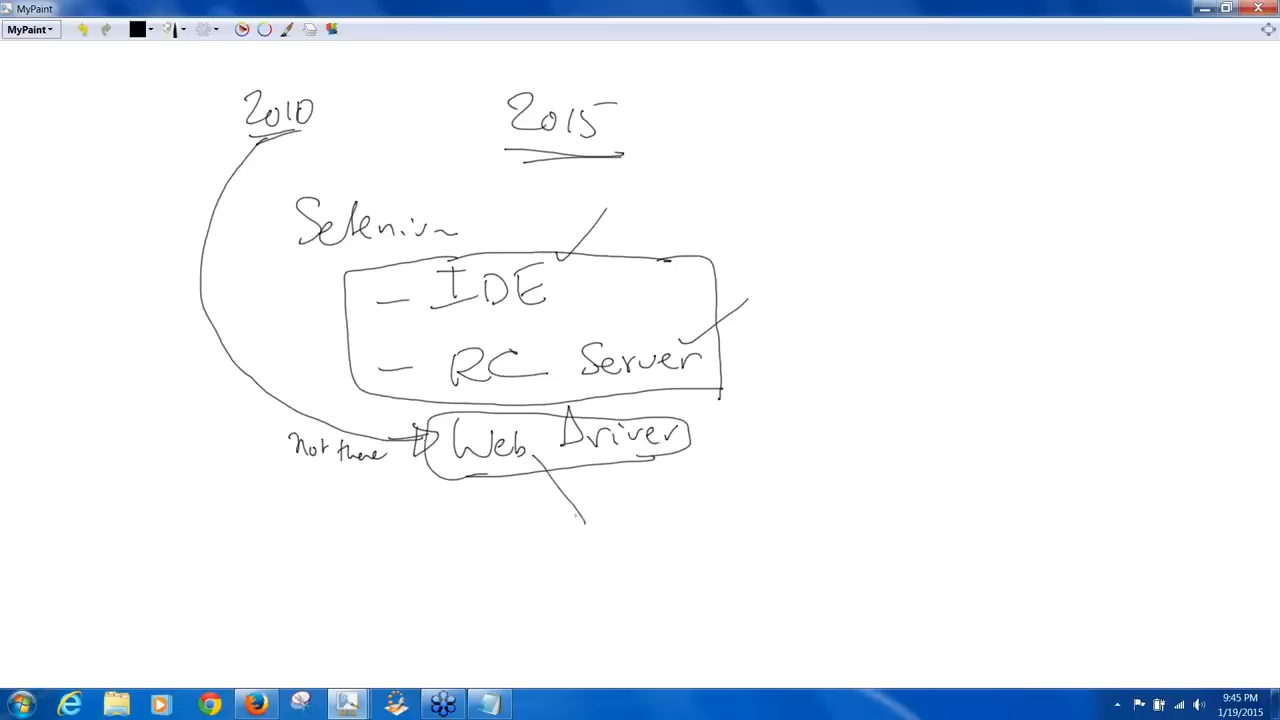 MyPaint
MyPaint
2010
2015
Selenium
- IDE
- RC Server
Not there
Web Driver
9:45 PM
1/19/2015